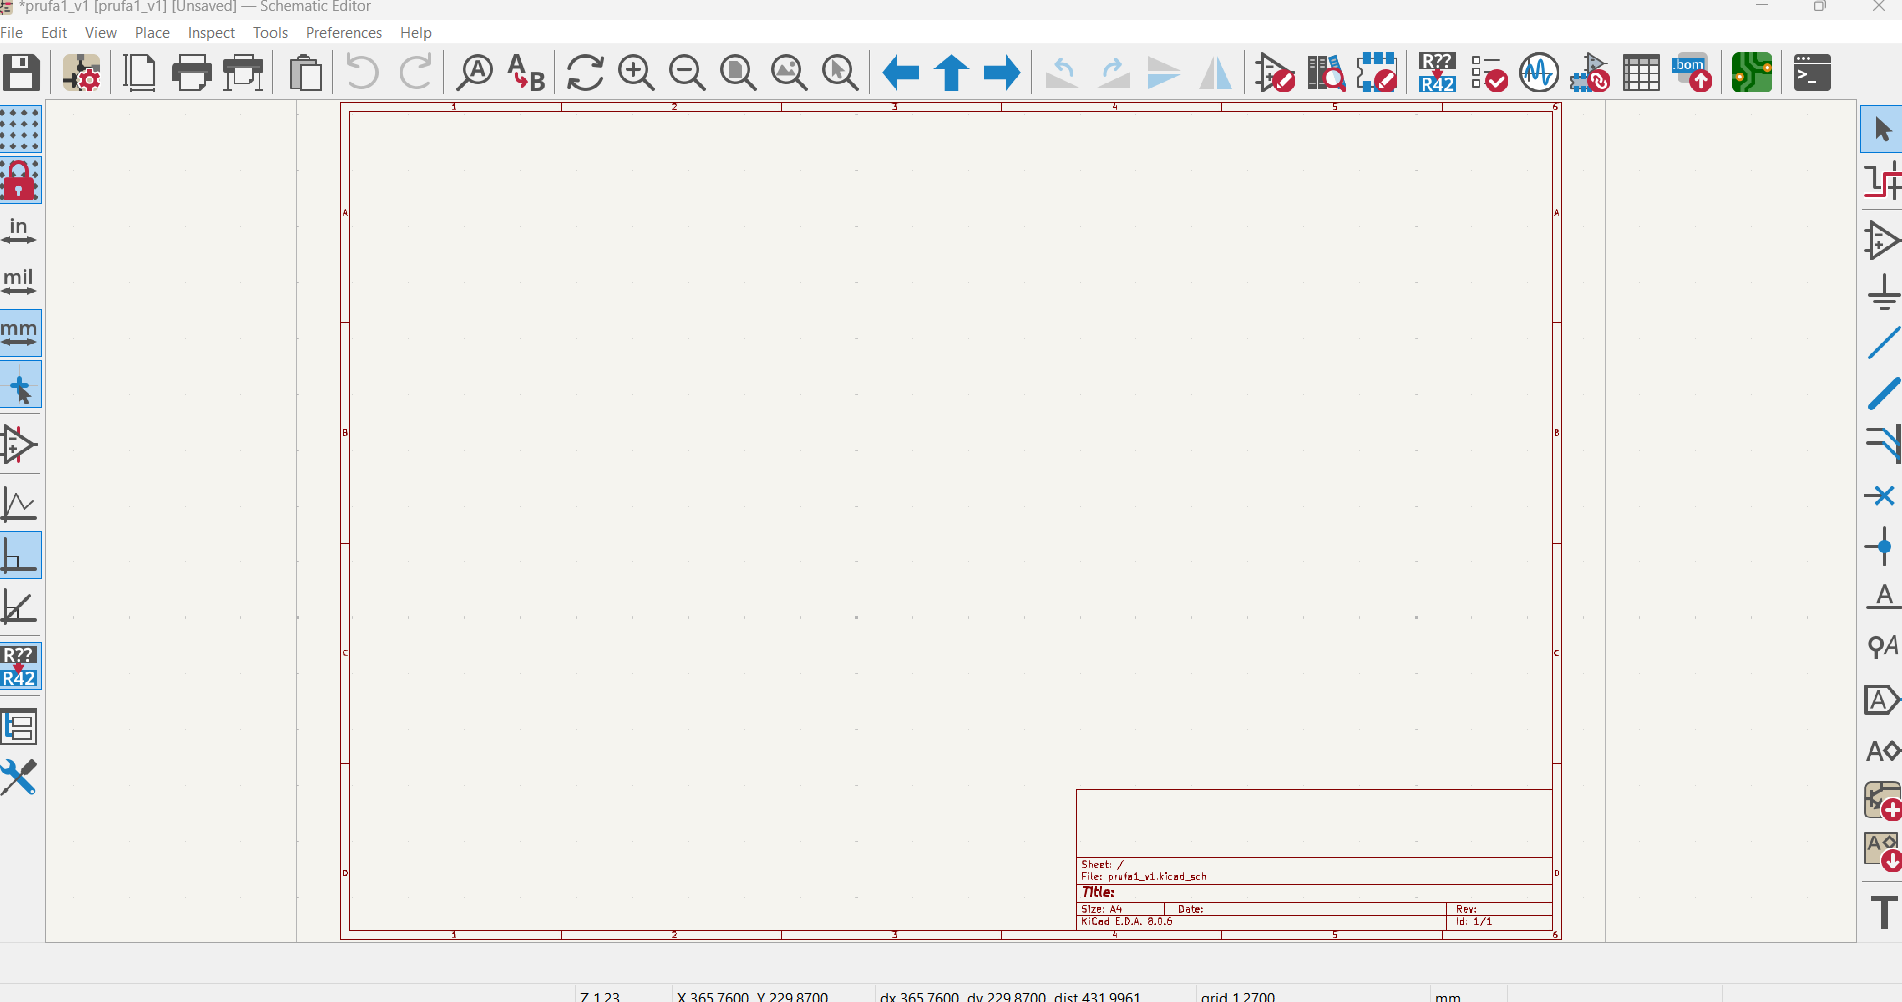 *prufa1_v1 [prufa1_v1] [Unsaved] — Schematic Editor
File Edit View Place Inspect Tools Preferences Help
A A B R?? R42 .bom
1 2 3 4 5 6
in
mil
mm
A A
B B
C C
D D
R??
R42
A
A
A
A
A
T
Sheet: /
File: prufa1_v1.kicad_sch
Title:
Size: A4 Date: Rev:
KiCad E.D.A. 8.0.6 Id: 1/1
1 2 3 4 5 6
Z 1.23 X 365.7600 Y 229.8700 dx 365.7600 dy 229.8700 dist 431.9961 grid 1.2700 mm